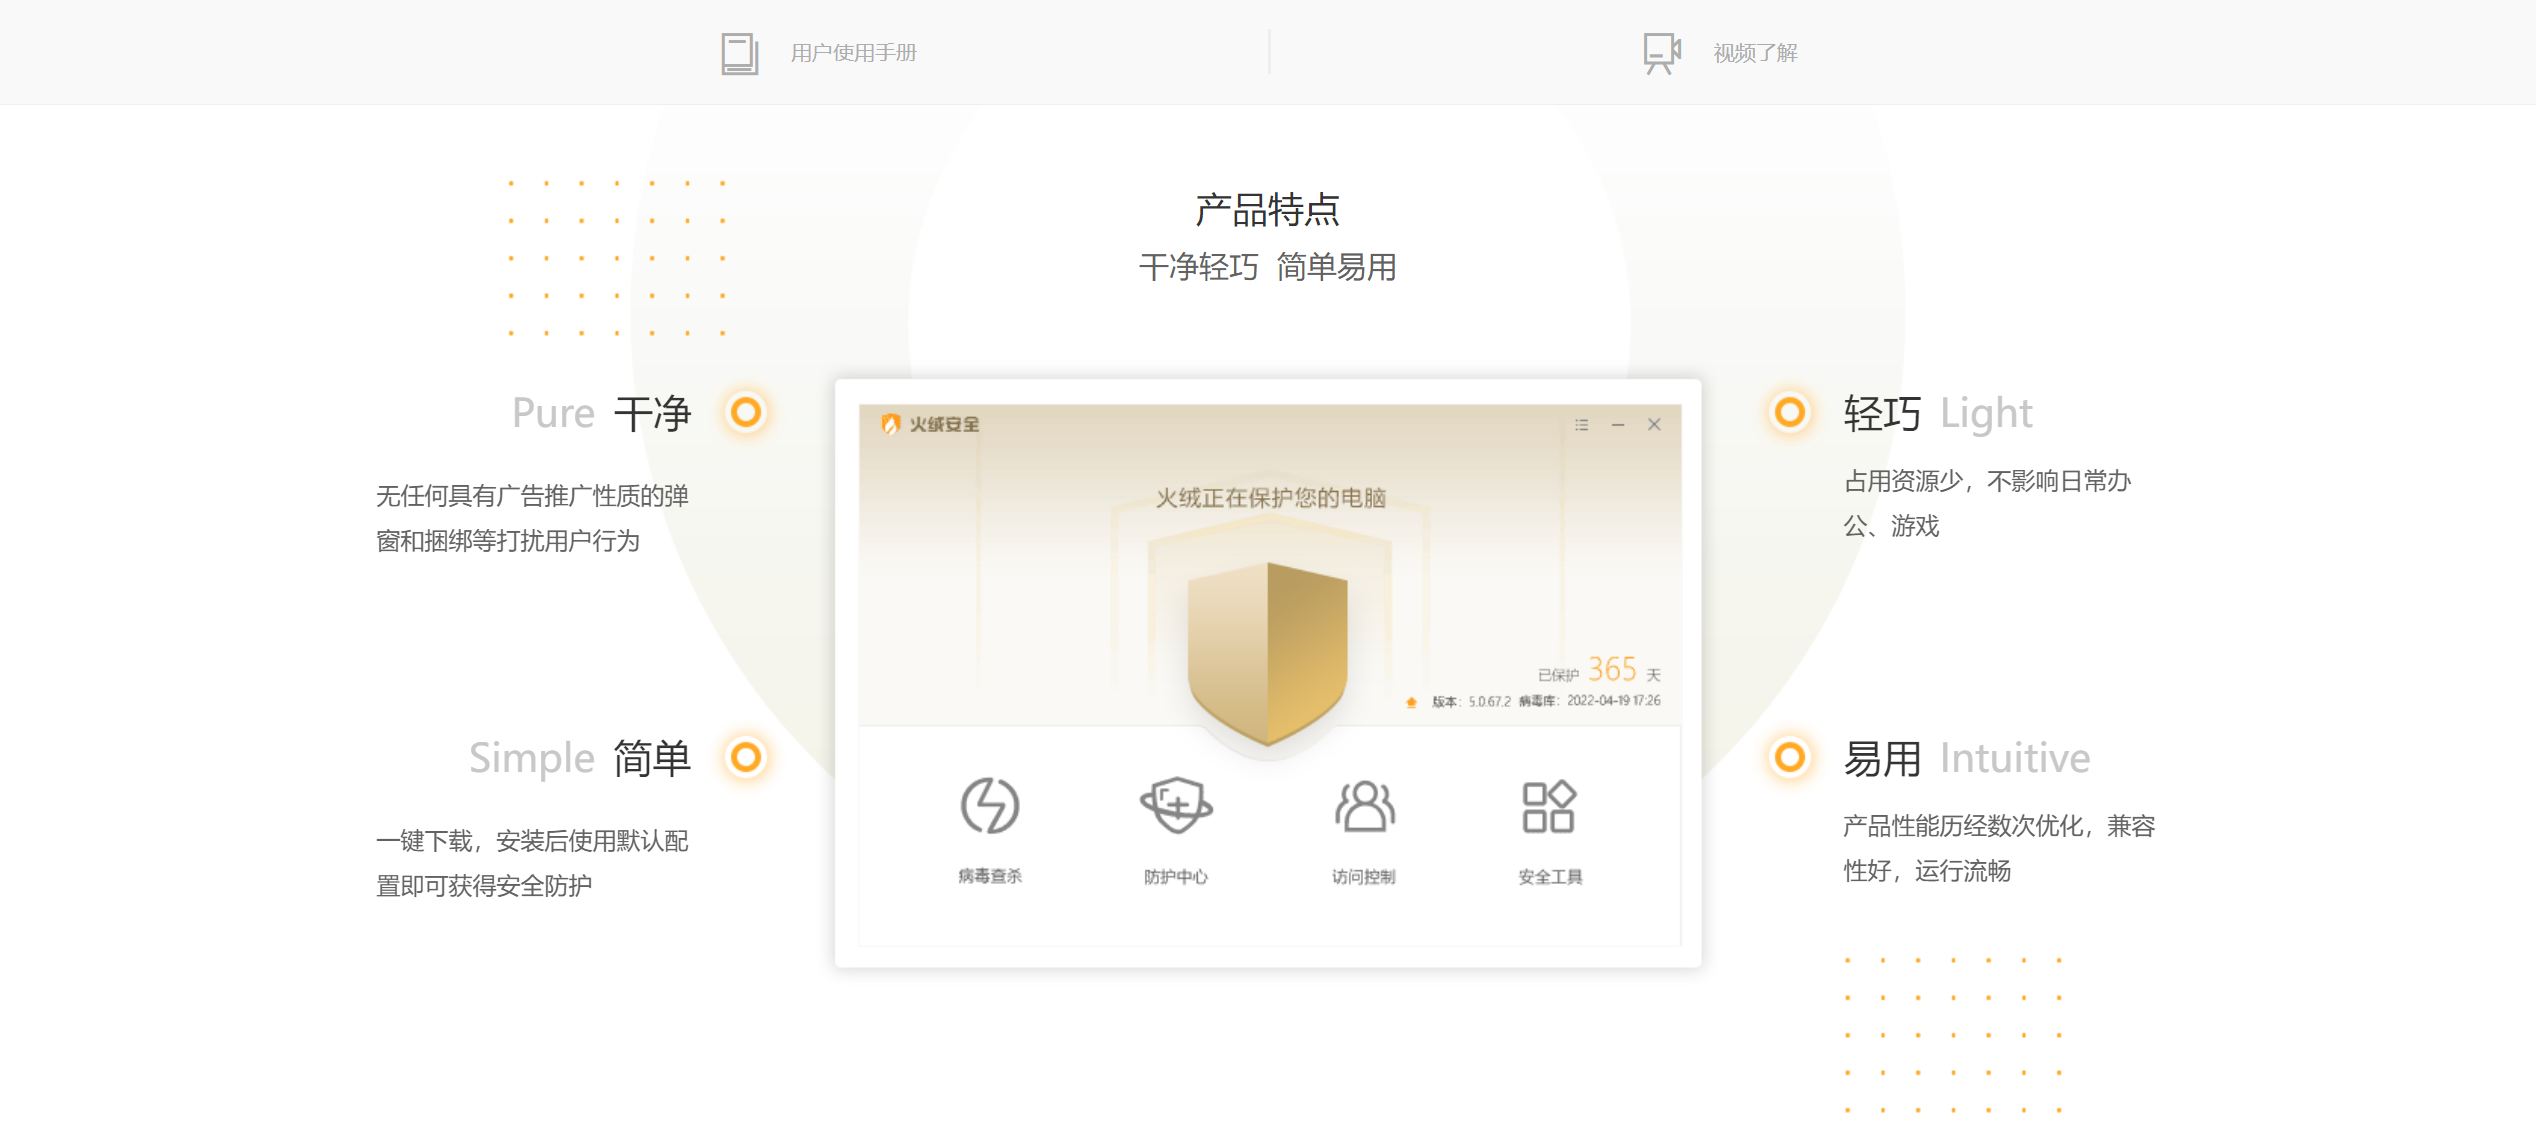 用户使用手册
视频了解
产品特点
干净轻巧 简单易用
Pure 干净
无任何具有广告推广性质的弹
窗和捆绑等打扰用户行为
Simple 简单
一键下载，安装后使用默认配
置即可获得安全防护
火绒安全
火绒正在保护您的电脑
已保护 365 天
版本：5.0.67.2 病毒库：2022-04-19 17:26
病毒查杀
防护中心
访问控制
安全工具
轻巧 Light
占用资源少，不影响日常办
公、游戏
易用 Intuitive
产品性能历经数次优化，兼容
性好，运行流畅